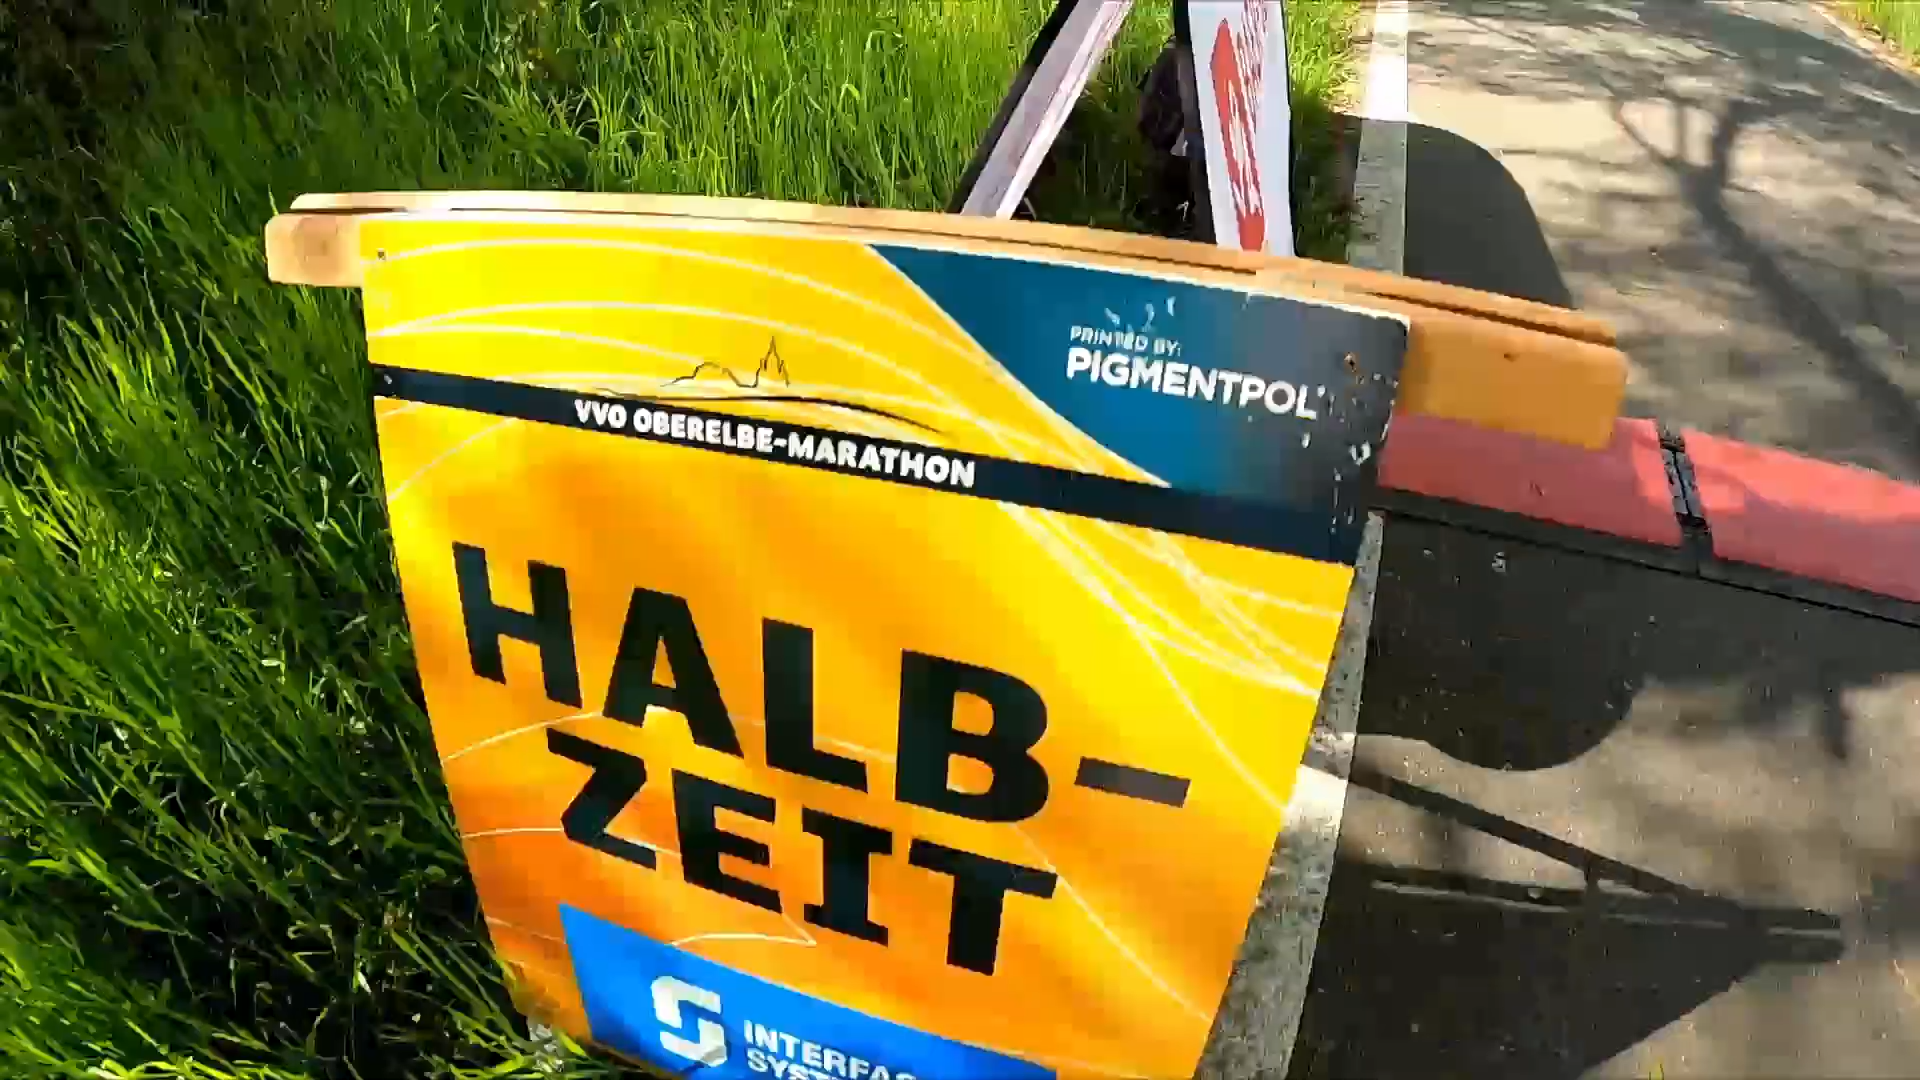 PRINTED BY:
PIGMENTPOL
VVO OBERELBE-MARATHON
HALB-
ZEIT